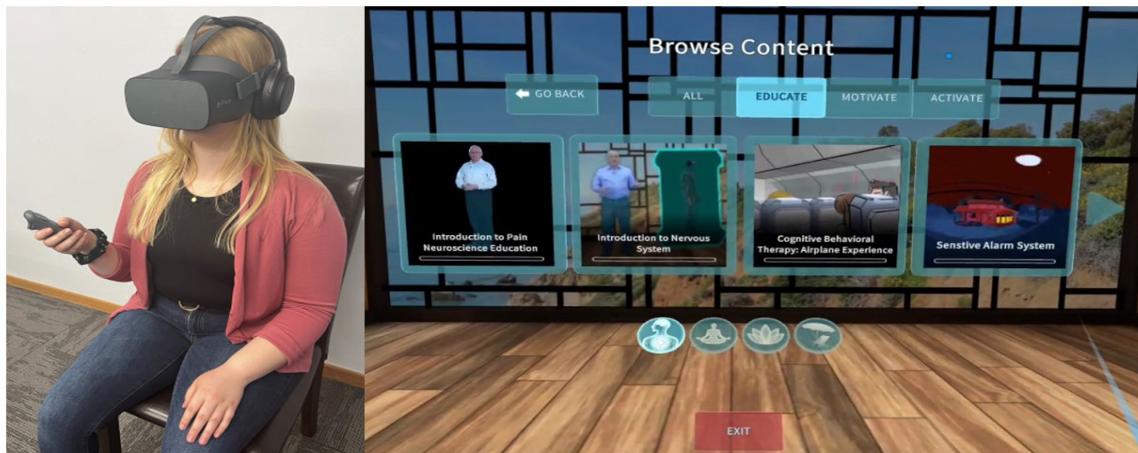 Browse Content
GO BACK
ALL
EDUCATE
MOTIVATE
ACTIVATE
Introduction to Pain
Neuroscience Education
Introduction to Nervous
System
Cognitive Behavioral
Therapy: Airplane Experience
Senstive Alarm System
EXIT